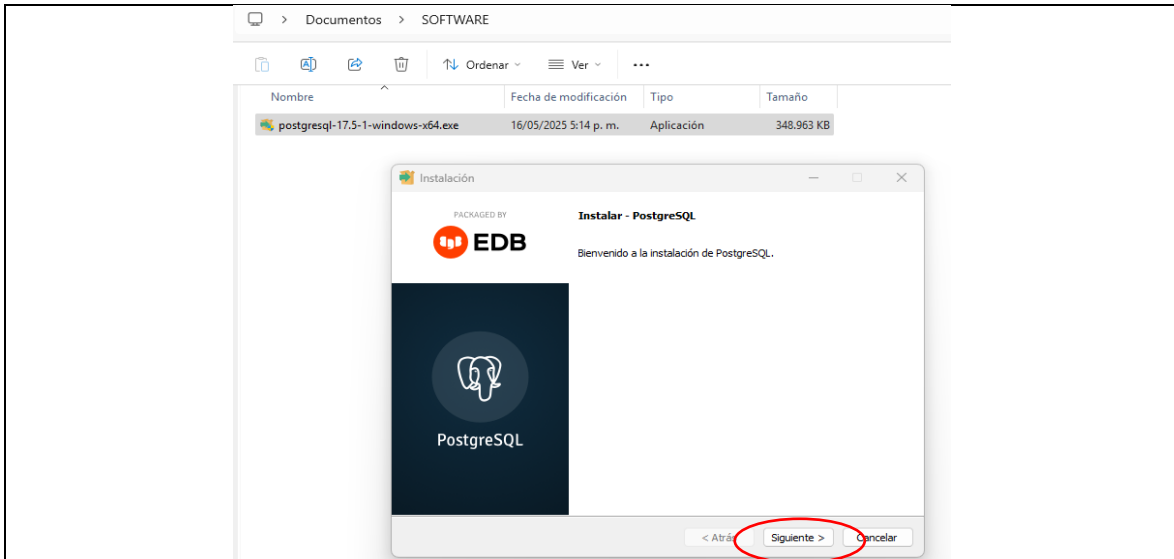 > Documentos > SOFTWARE
Ordenar Ver ...
Nombre Fecha de modificación Tipo Tamaño
postgresql-17.5-1-windows-x64.exe 16/05/2025 5:14 p. m. Aplicación 348.963 KB
Instalación
PACKAGED BY
EDB
Instalar - PostgreSQL
Bienvenido a la instalación de PostgreSQL.
PostgreSQL
< Atrás Siguiente > Cancelar